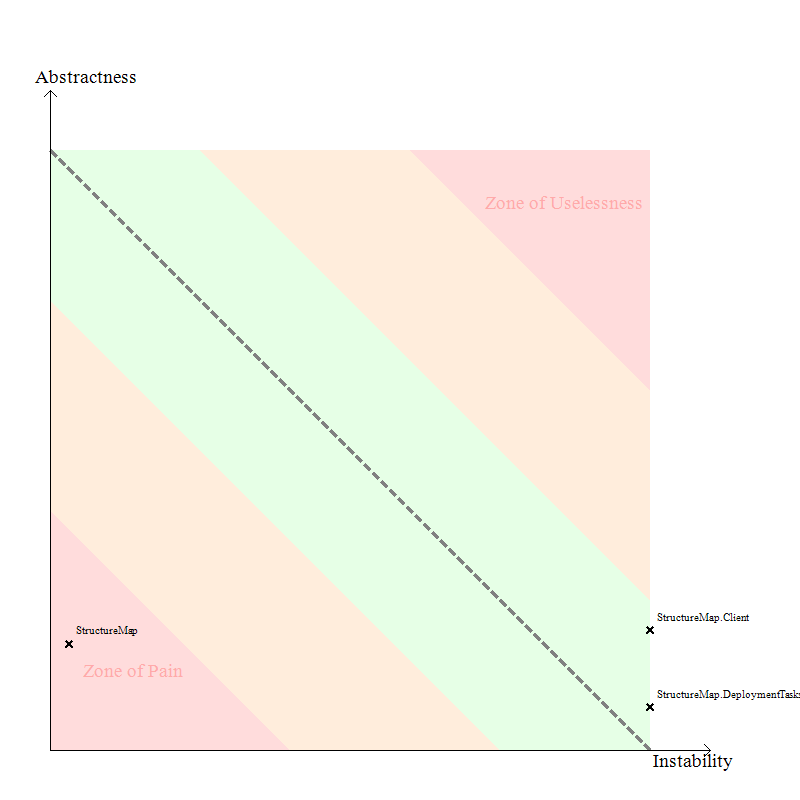 Abstractness
Zone of Uselessness
StructureMap.Client
StructureMap
Zone of Pain
StructureMap.DeploymentTasks
Instability